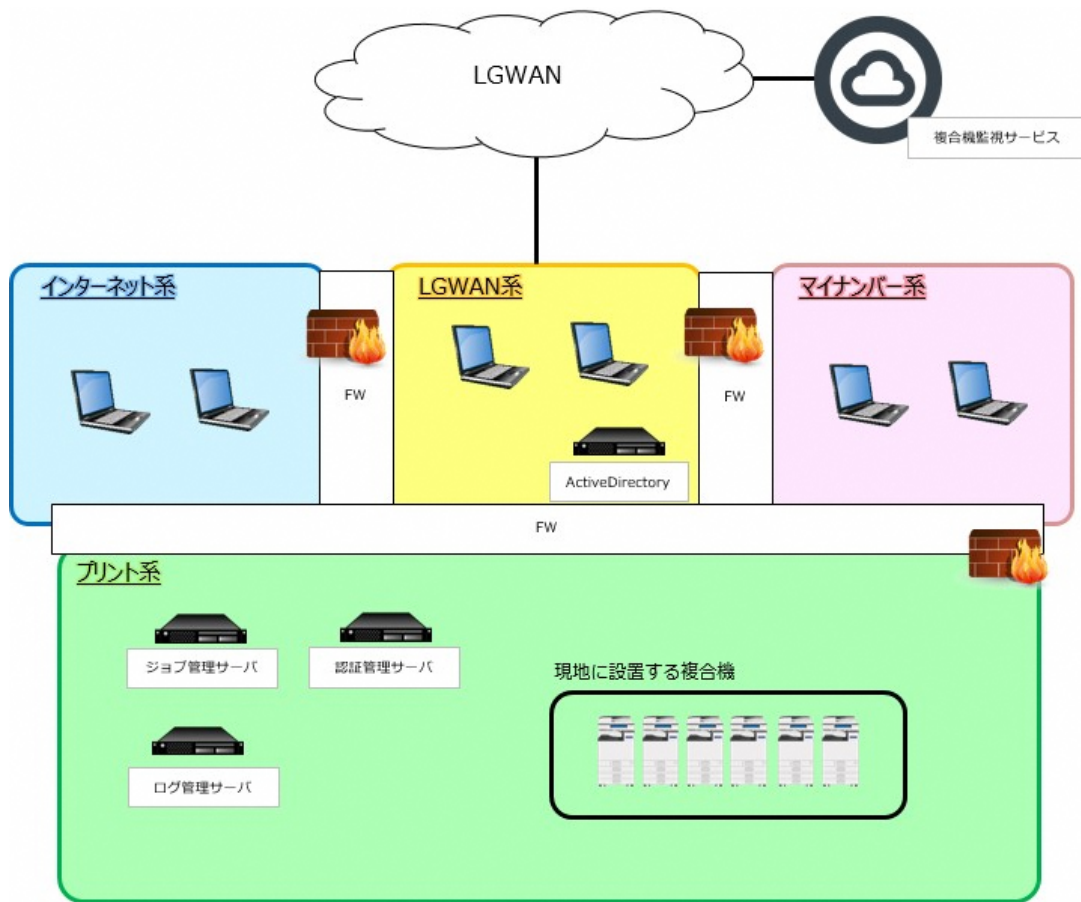 LGWAN
複合機監視サービス
インターネット系
LGWAN系
マイナンバー系
FW
FW
ActiveDirectory
FW
プリント系
ジョブ管理サーバ
認証管理サーバ
現地に設置する複合機
ログ管理サーバ